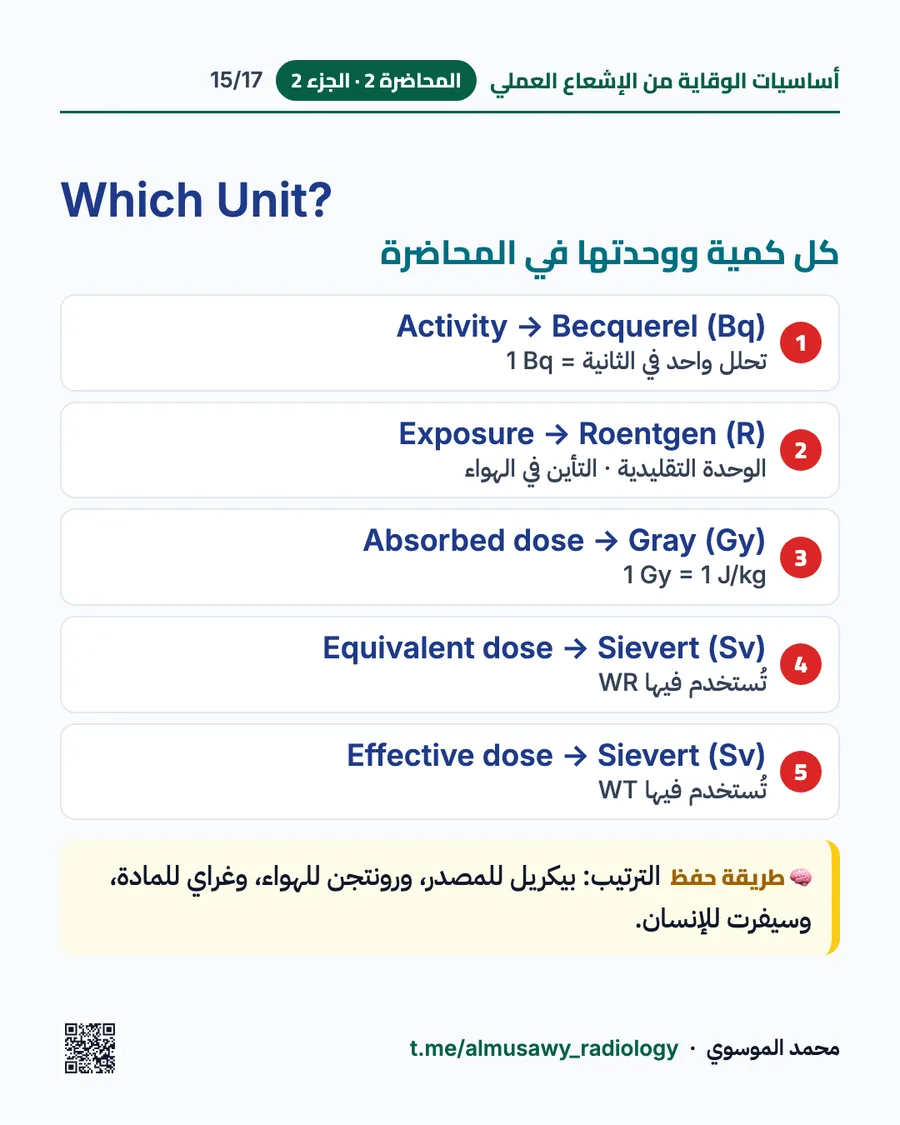 أساسيات الوقاية من الإشعاع العملي المحاضرة 2 · الجزء 2 15/17
Which Unit?
كل كمية ووحدتها في المحاضرة
1
Activity → Becquerel (Bq)
تحلل واحد في الثانية = 1 Bq
2
Exposure → Roentgen (R)
الوحدة التقليدية · التأين في الهواء
3
Absorbed dose → Gray (Gy)
1 Gy = 1 J/kg
4
Equivalent dose → Sievert (Sv)
تُستخدم فيها WR
5
Effective dose → Sievert (Sv)
تُستخدم فيها WT
🧠 طريقة حفظ الترتيب: بيكريل للمصدر، ورونتجن للهواء، وغراي للمادة،
وسيفرت للإنسان.
محمد الموسوي · t.me/almusawy_radiology